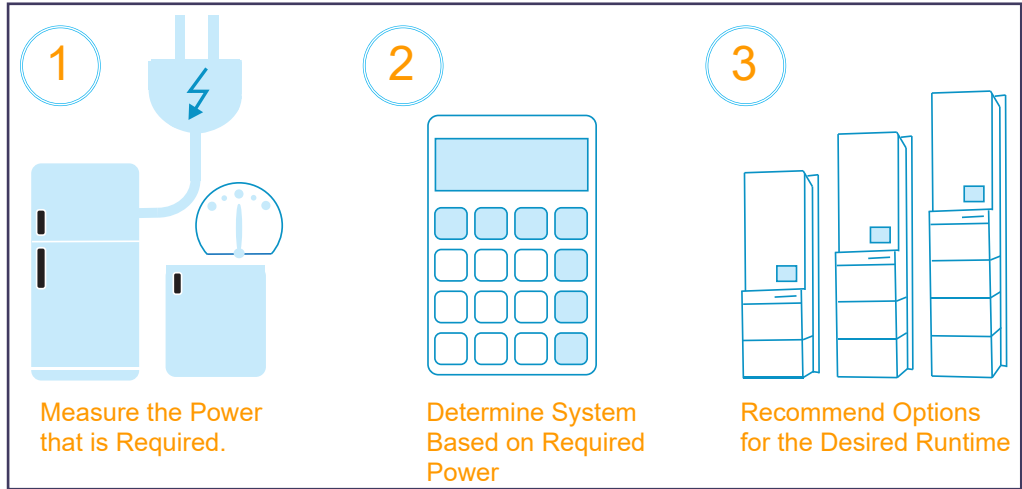 1
Measure the Power
that is Required.
2
Determine System
Based on Required
Power
3
Recommend Options
for the Desired Runtime